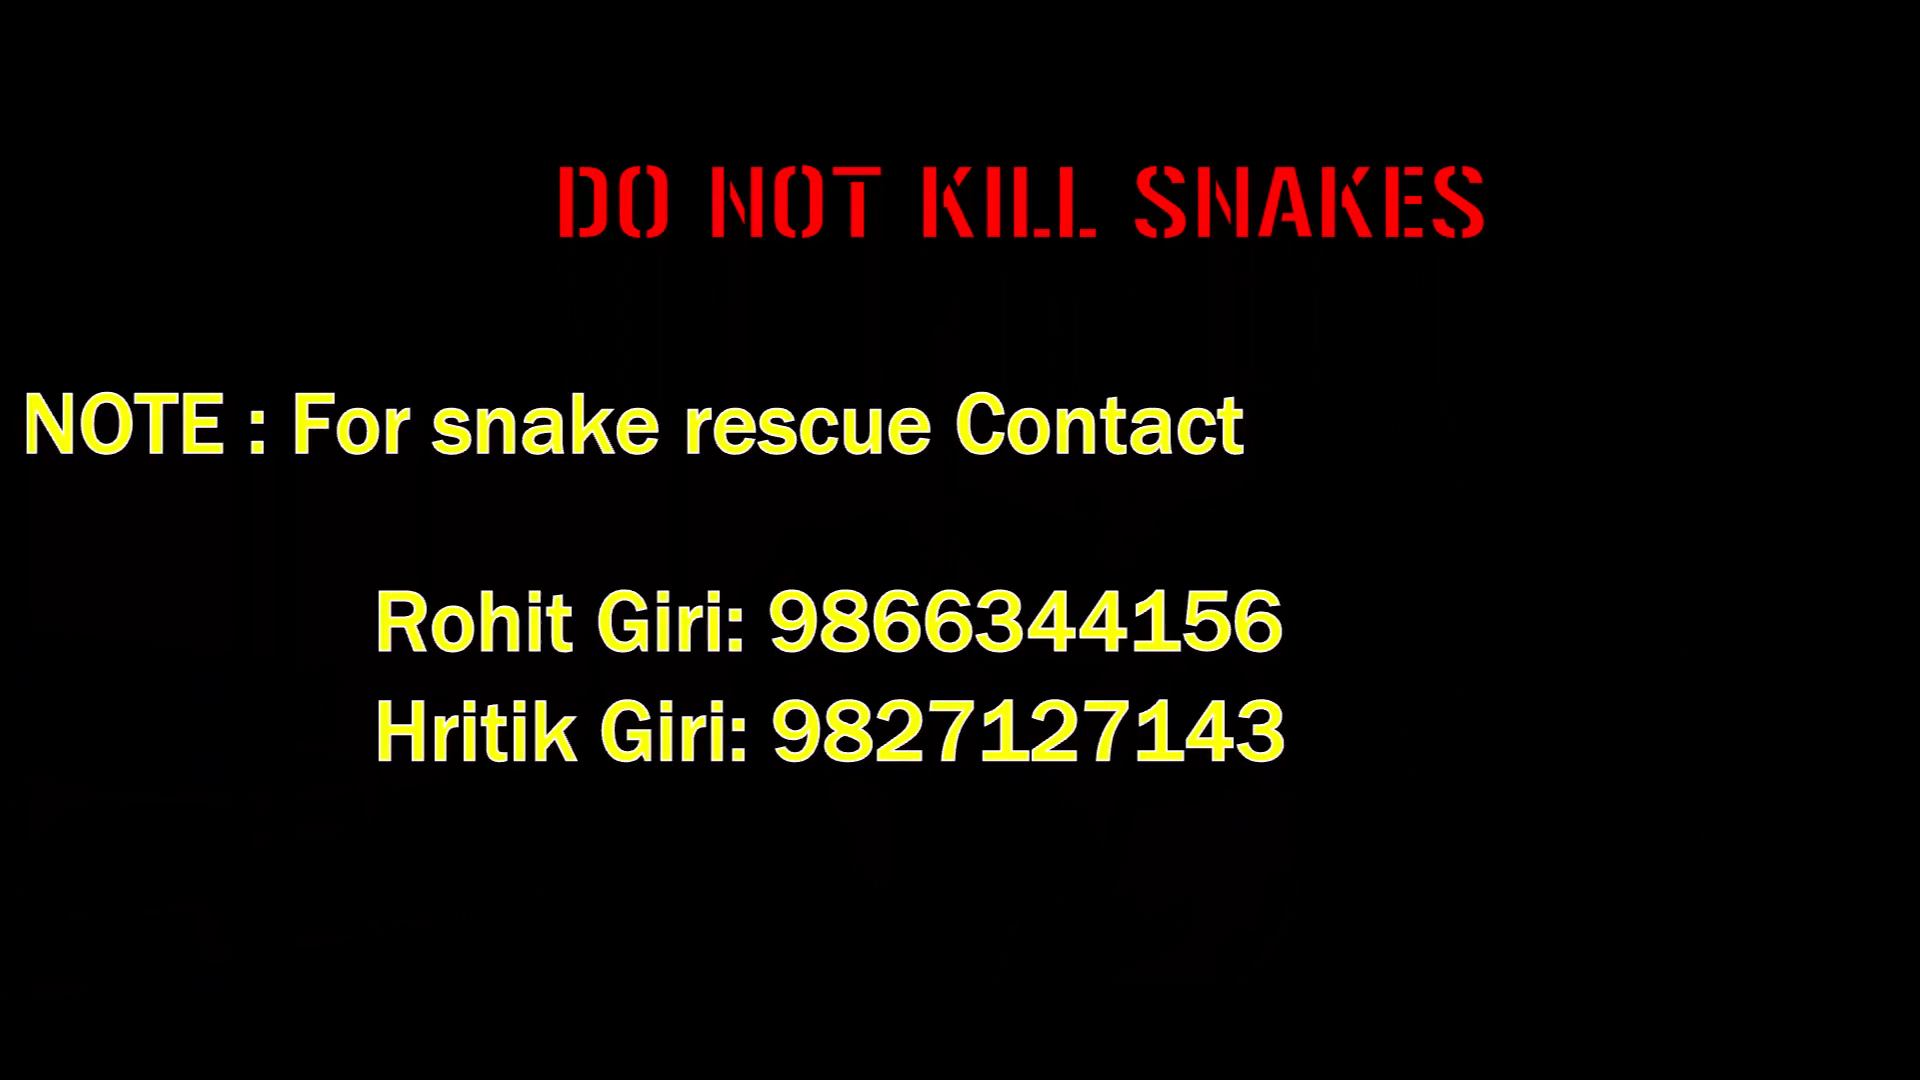 DO NOT KILL SNAKES
NOTE : For snake rescue Contact
Rohit Giri: 9866344156
Hritik Giri: 9827127143